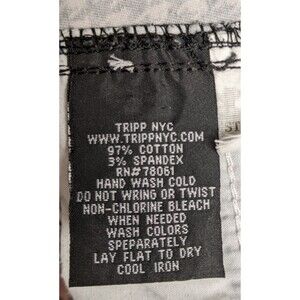 TRIPP NYC
WWW.TRIPPNYC.COM
97% COTTON
3% SPANDEX
RN#78061
HAND WASH COLD
DO NOT WRING OR TWIST
NON-CHLORINE BLEACH
WHEN NEEDED
WASH COLORS
SPEPARATELY
LAY FLAT TO DRY
COOL IRON